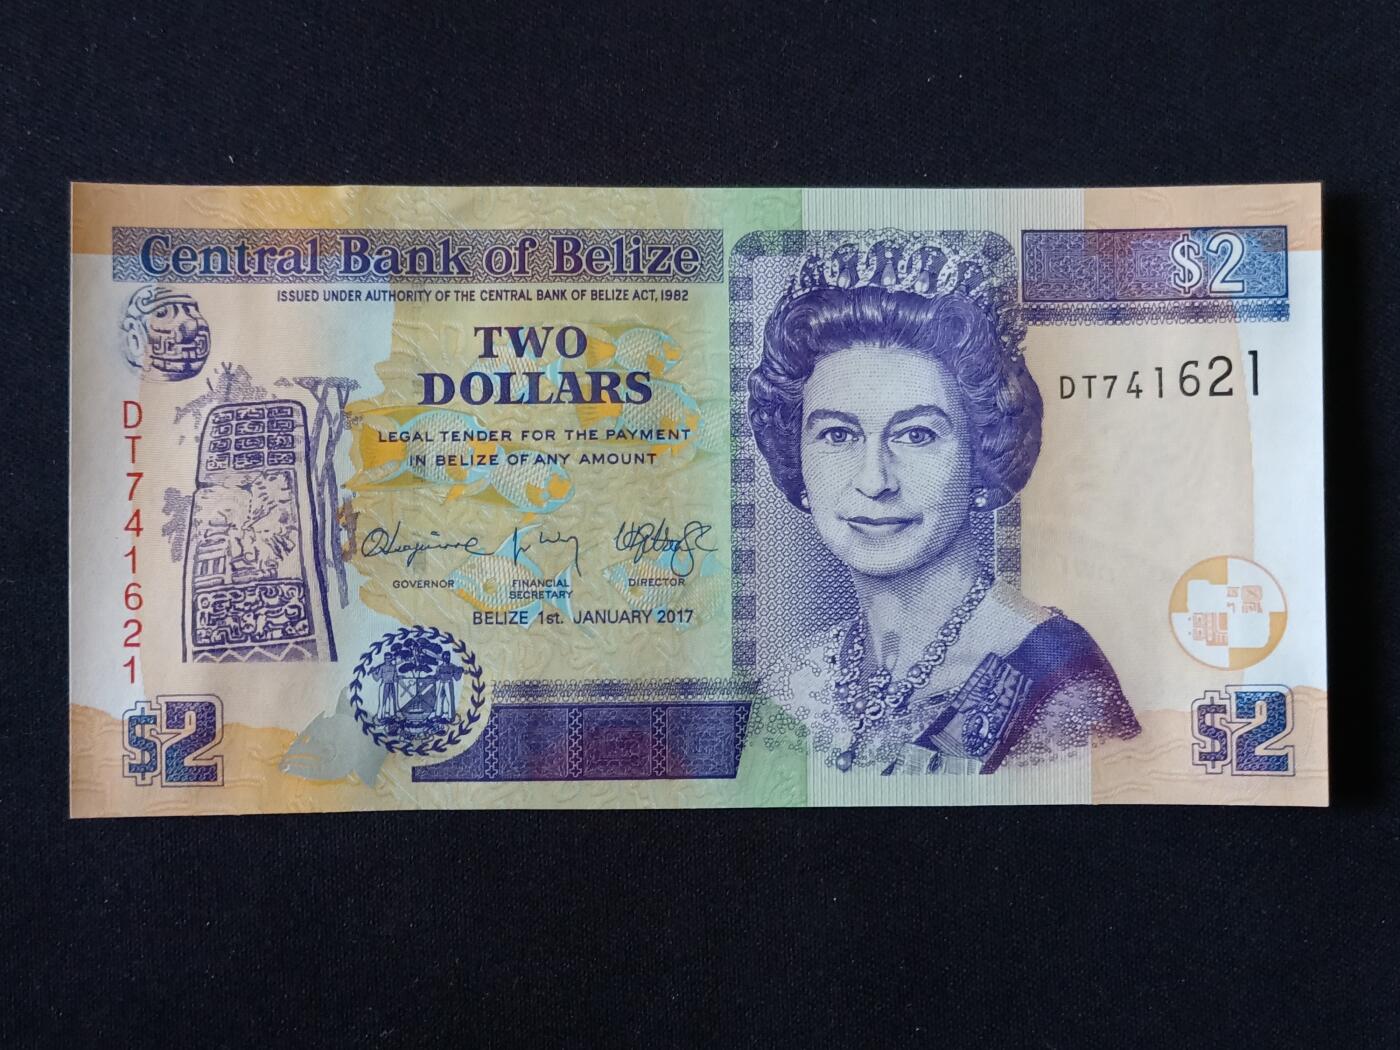 Central Bank of Belize
$2
ISSUED UNDER AUTHORITY OF THE CENTRAL BANK OF BELIZE ACT, 1982
TWO
DOLLARS
DT741621
LEGAL TENDER FOR THE PAYMENT
IN BELIZE OF ANY AMOUNT
DT741621
GOVERNOR
FINANCIAL
SECRETARY
DIRECTOR
BELIZE 1st. JANUARY 2017
$2
$2